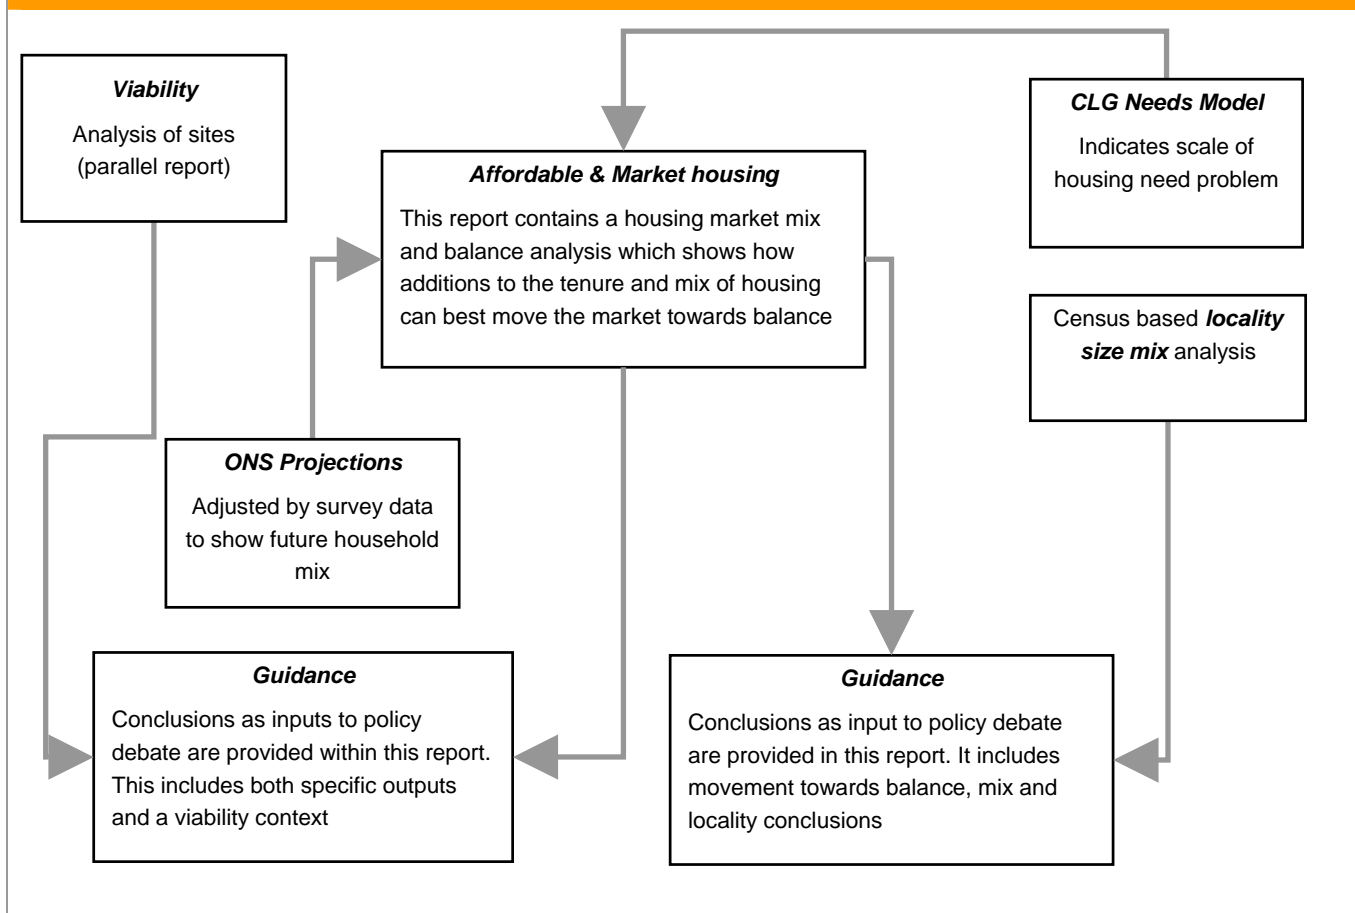 Viability
Analysis of sites
(parallel report)
CLG Needs Model
Indicates scale of
housing need problem
Affordable & Market housing
This report contains a housing market mix
and balance analysis which shows how
additions to the tenure and mix of housing
can best move the market towards balance
Census based locality
size mix analysis
ONS Projections
Adjusted by survey data
to show future household
mix
Guidance
Conclusions as inputs to policy
debate are provided within this report.
This includes both specific outputs
and a viability context
Guidance
Conclusions as input to policy debate
are provided in this report. It includes
movement towards balance, mix and
locality conclusions